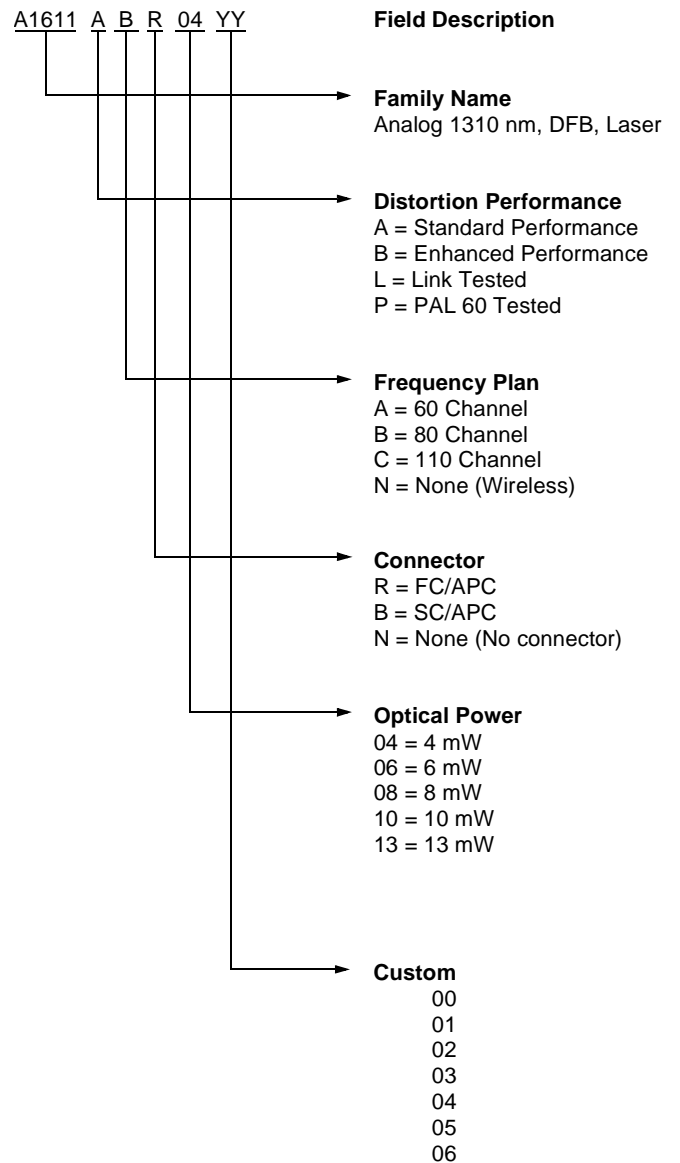 A1611 A B R 04 YY Field Description
Family Name
Analog 1310 nm, DFB, Laser
Distortion Performance
A = Standard Performance
B = Enhanced Performance
L = Link Tested
P = PAL 60 Tested
Frequency Plan
A = 60 Channel
B = 80 Channel
C = 110 Channel
N = None (Wireless)
Connector
R = FC/APC
B = SC/APC
N = None (No connector)
Optical Power
04 = 4 mW
06 = 6 mW
08 = 8 mW
10 = 10 mW
13 = 13 mW
Custom
00
01
02
03
04
05
06